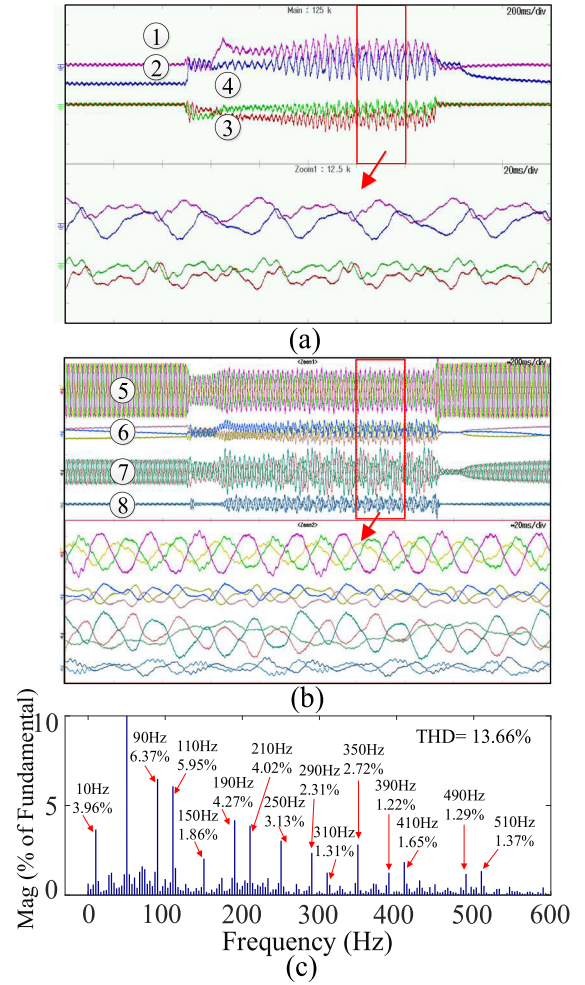 Main : 125 k
200ms/div
①
②
④
③
Zoom1 : 12.5 k
20ms/div
(a)
<Zoom1>
200ms/div
⑤
⑥
⑦
⑧
<Zoom2>
20ms/div
(b)
Mag (% of Fundamental)
10
5
0
THD= 13.66%
10Hz
3.96%
90Hz
6.37%
110Hz
5.95%
150Hz
1.86%
190Hz
4.27%
210Hz
4.02%
250Hz
3.13%
290Hz
2.31%
310Hz
1.31%
350Hz
2.72%
390Hz
1.22%
410Hz
1.65%
490Hz
1.29%
510Hz
1.37%
0 100 200 300 400 500 600
Frequency (Hz)
(c)